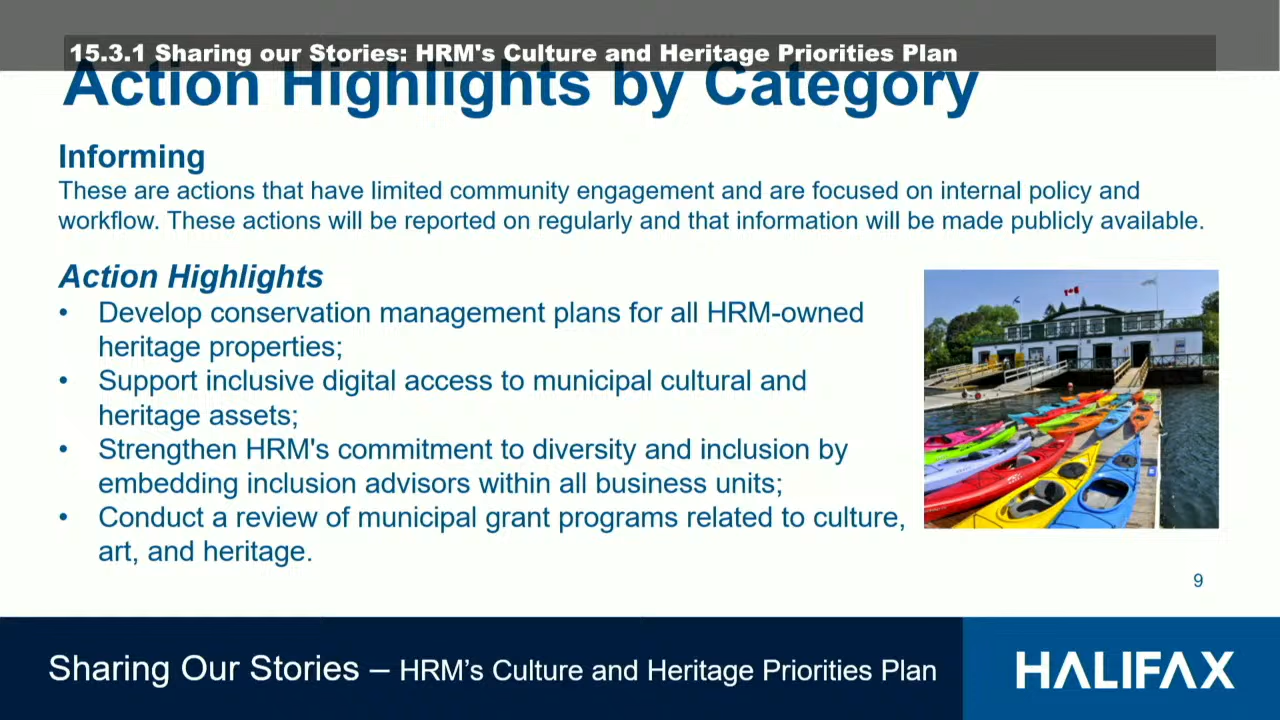 15.3.1 Sharing our Stories: HRM's Culture and Heritage Priorities Plan
Action Highlights by Category
Informing
These are actions that have limited community engagement and are focused on internal policy and
workflow. These actions will be reported on regularly and that information will be made publicly available.
Action Highlights
• Develop conservation management plans for all HRM-owned
heritage properties;
• Support inclusive digital access to municipal cultural and
heritage assets;
• Strengthen HRM's commitment to diversity and inclusion by
embedding inclusion advisors within all business units;
• Conduct a review of municipal grant programs related to culture,
art, and heritage.
9
Sharing Our Stories – HRM’s Culture and Heritage Priorities Plan
HALIFAX